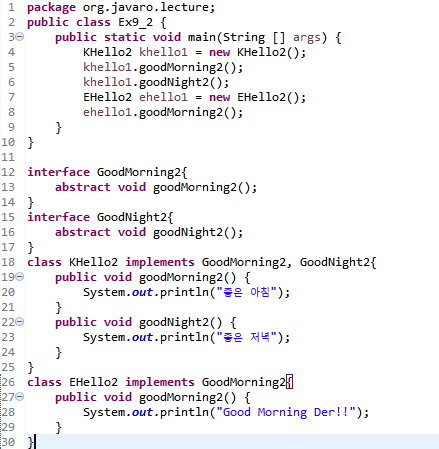 1 package org.javaro.lecture;
2 public class Ex9_2 {
3 public static void main(String [] args) {
4 KHello2 khello1 = new KHello2();
5 khello1.goodMorning2();
6 khello1.goodNight2();
7 EHello2 ehello1 = new EHello2();
8 ehello1.goodMorning2();
9 }
10 }
11
12 interface GoodMorning2{
13 abstract void goodMorning2();
14 }
15 interface GoodNight2{
16 abstract void goodNight2();
17 }
18 class KHello2 implements GoodMorning2, GoodNight2{
19 public void goodMorning2() {
20 System.out.println("좋은 아침");
21 }
22 public void goodNight2() {
23 System.out.println("좋은 저녁");
24 }
25 }
26 class EHello2 implements GoodMorning2{
27 public void goodMorning2() {
28 System.out.println("Good Morning Der!!");
29 }
30 }